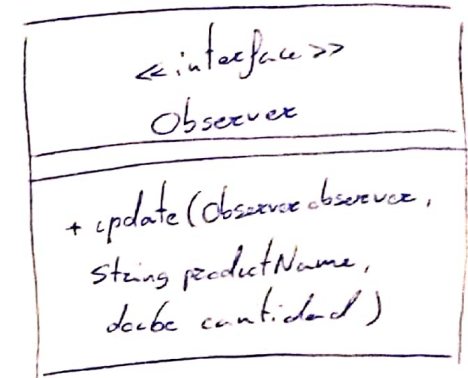 <<interface>>
Observer
+ update(Observer observer,
String productName,
double cantidad)